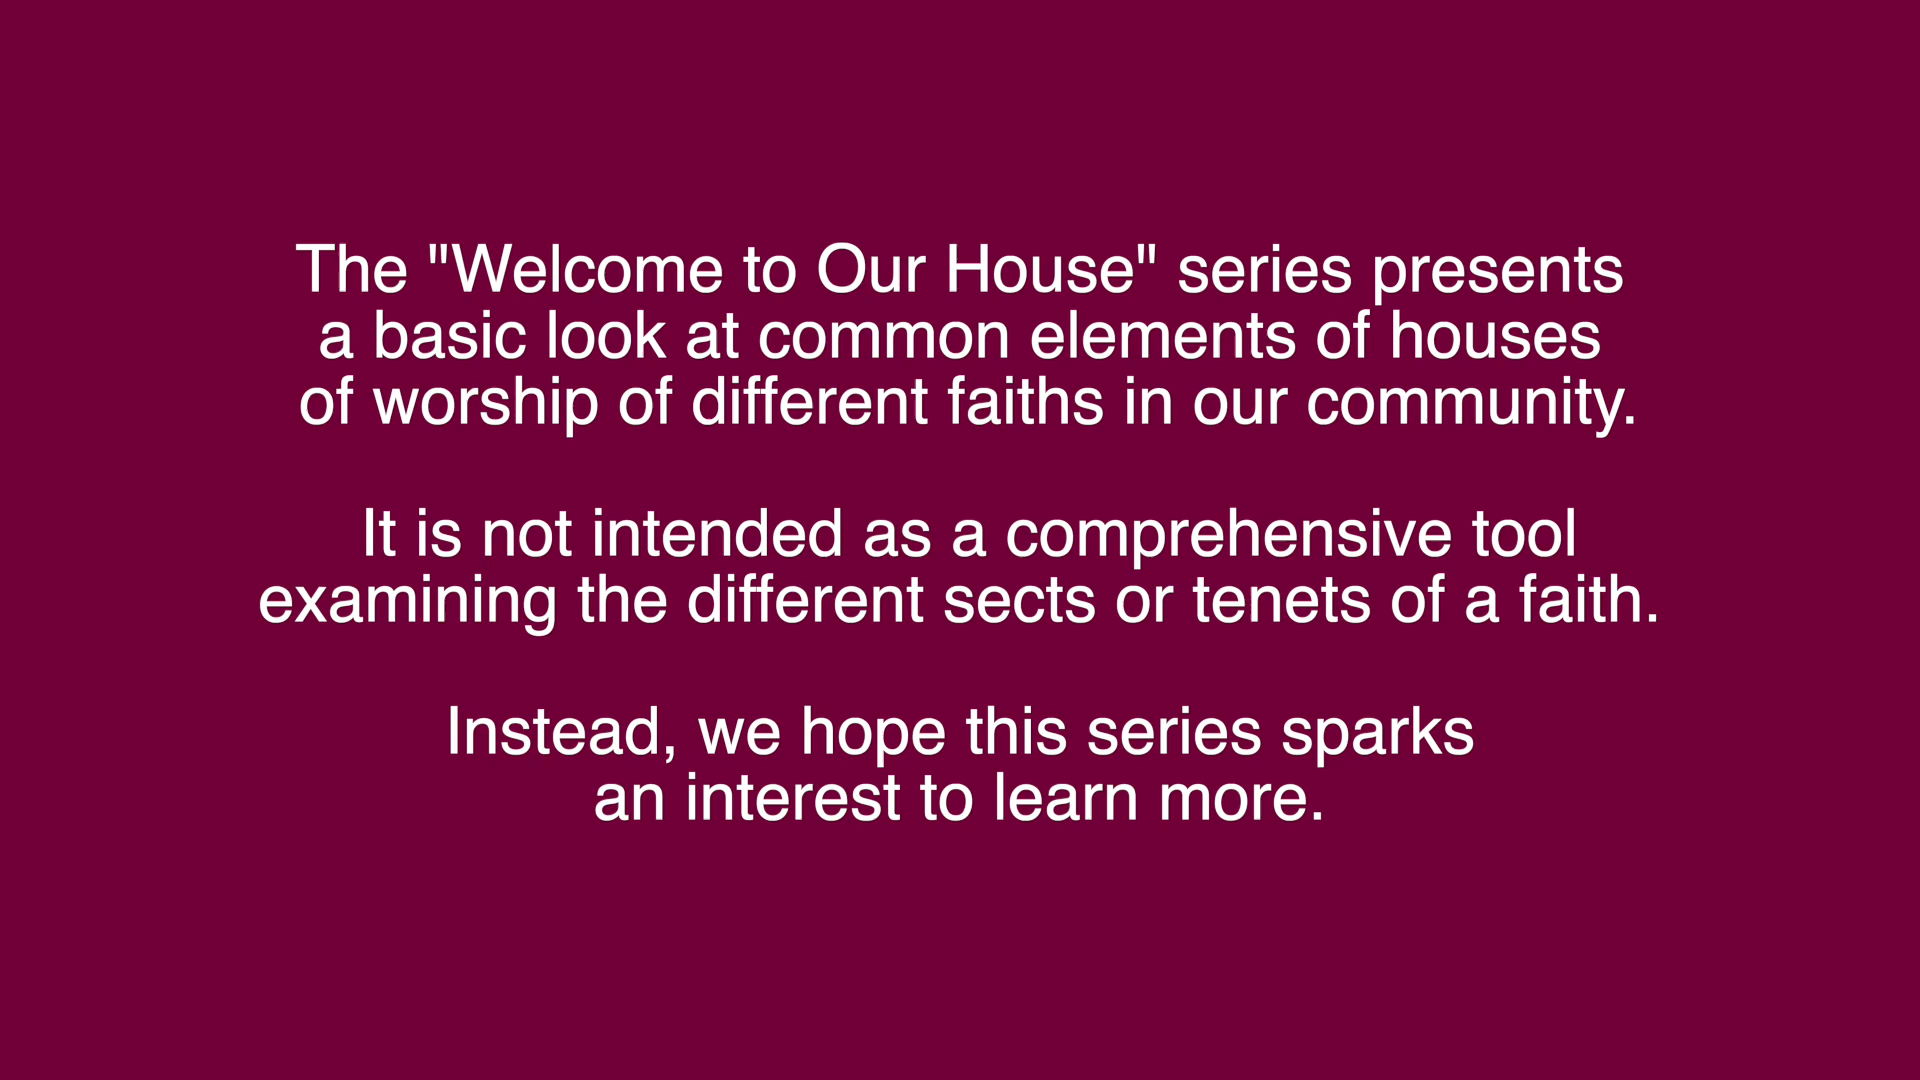 The "Welcome to Our House" series presents
a basic look at common elements of houses
of worship of different faiths in our community.
It is not intended as a comprehensive tool
examining the different sects or tenets of a faith.
Instead, we hope this series sparks
an interest to learn more.